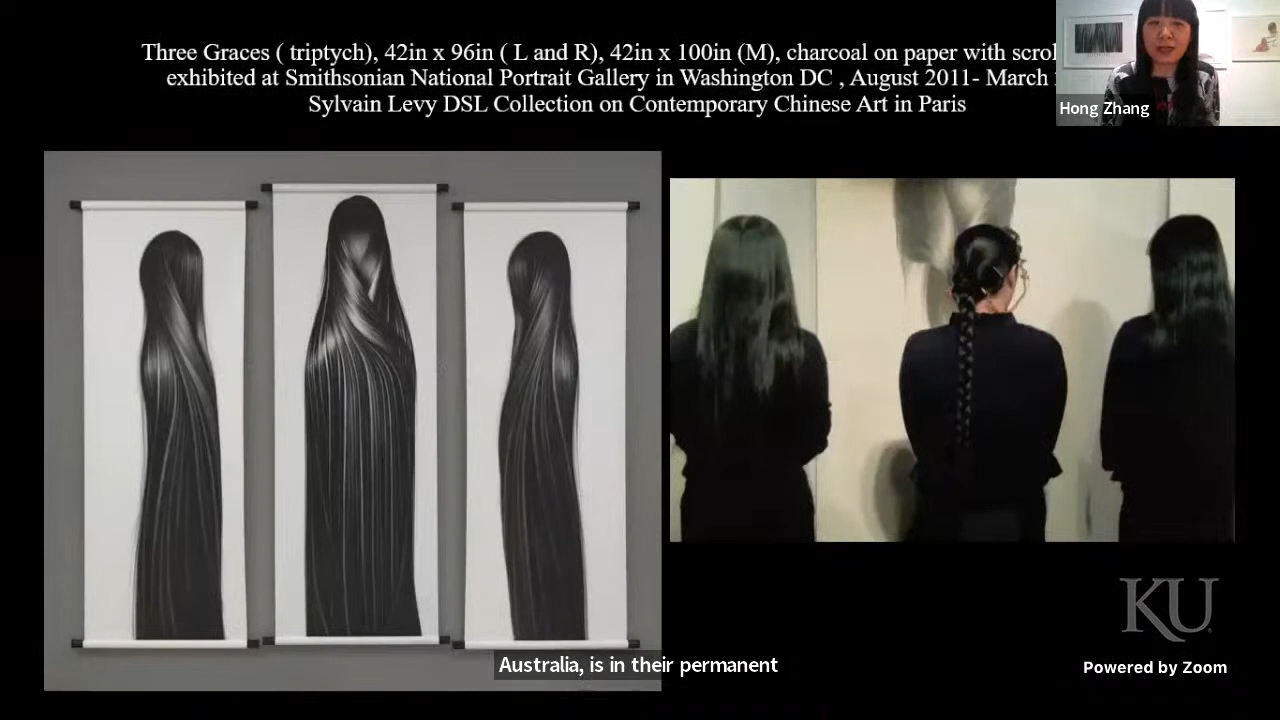 Three Graces ( triptych), 42in x 96in ( L and R), 42in x 100in (M), charcoal on paper with
exhibited at Smithsonian National Portrait Gallery in Washington DC , August 2011- March
Sylvain Levy DSL Collection on Contemporary Chinese Art in Paris
Hong Zhang
Australia, is in their permanent
KU
Powered by Zoom